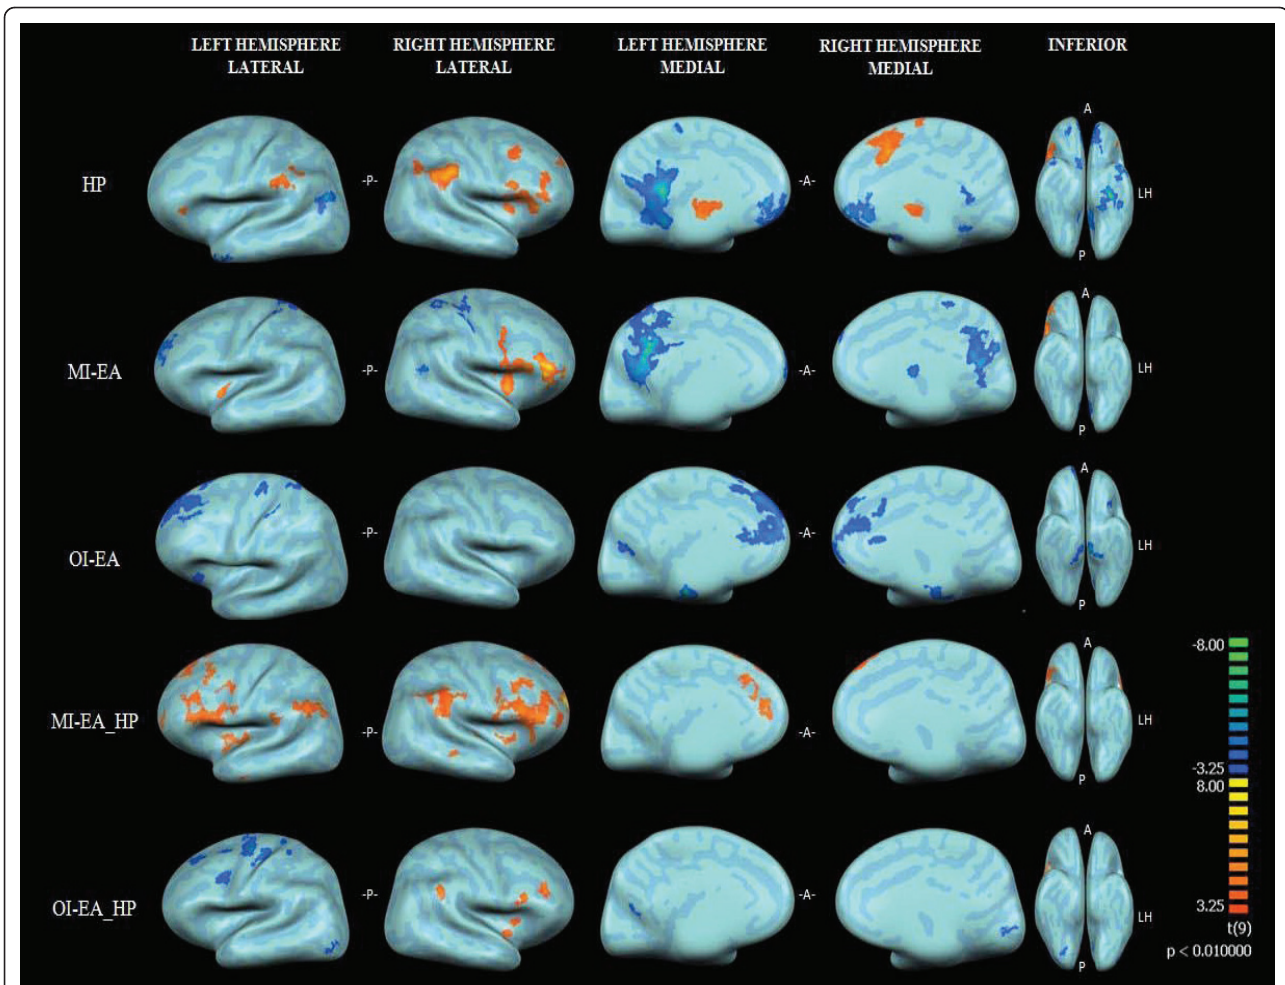 LEFT HEMISPHERE LATERAL
RIGHT HEMISPHERE LATERAL
LEFT HEMISPHERE MEDIAL
RIGHT HEMISPHERE MEDIAL
INFERIOR
A
HP
-P-
-A-
LH
P
A
MI-EA
-P-
-A-
LH
P
A
OI-EA
-P-
-A-
LH
P
A
MI-EA_HP
-P-
-A-
LH
P
A
OI-EA_HP
-P-
-A-
LH
P
-8.00
-3.25
8.00
3.25
t(9)
p < 0.010000